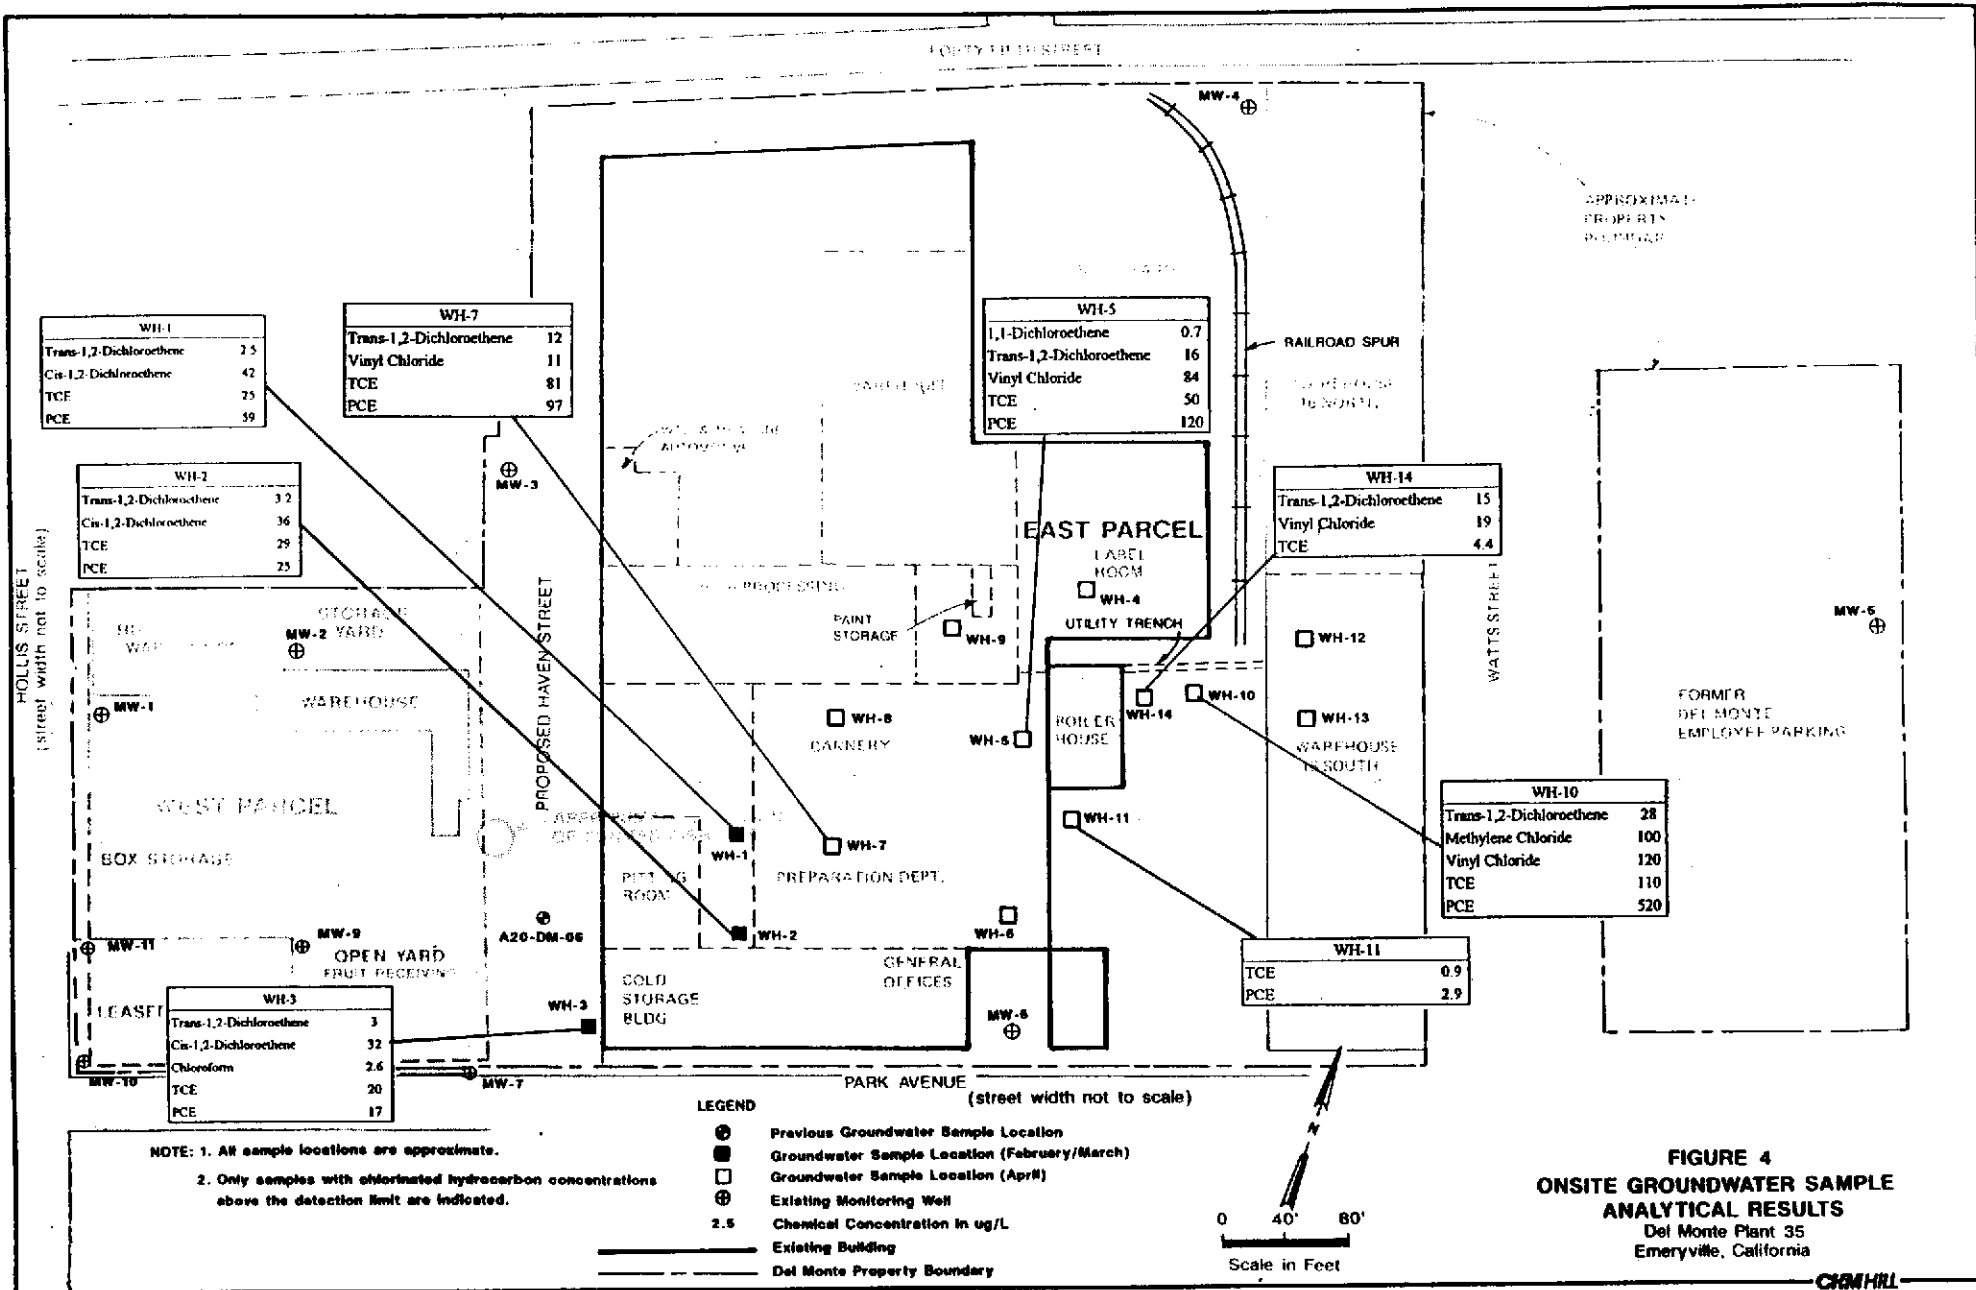 STREET
MW-4
PROPERTY
WH-1
Trans-1,2-Dichloroethene 2.5
Cis-1,2-Dichloroethene 42
TCE 25
PCE 59
WH-7
Trans-1,2-Dichloroethene 12
Vinyl Chloride 11
TCE 81
PCE 97
WH-5
1,1-Dichloroethene 0.7
Trans-1,2-Dichloroethene 16
Vinyl Chloride 84
TCE 50
PCE 120
RAILROAD SPUR
MW-3
WH-2
Trans-1,2-Dichloroethene 3.2
Cis-1,2-Dichloroethene 36
TCE 29
PCE 25
WH-14
Trans-1,2-Dichloroethene 15
Vinyl Chloride 19
TCE 4.4
EAST PARCEL
LABEL
ROOM
WH-4
UTILITY TRENCH
PROCESSING
PAINT
STORAGE
WH-9
WH-12
MW-5
HOLLIS STREET
(street width not to scale)
STORAGE
YARD
MW-2
WAREHOUSE
MW-1
PROPOSED HAVEN STREET
WATTS STREET
WH-8
CANNERY
WH-5
BOILER
HOUSE
WH-14
WH-10
WH-13
WAREHOUSE
SOUTH
FORMER
DEL MONTE
EMPLOYEE PARKING
WEST PARCEL
BOX STORAGE
WH-1
WH-7
WH-11
ROOM
PREPARATION DEPT.
WH-10
Trans-1,2-Dichloroethene 28
Methylene Chloride 100
Vinyl Chloride 120
TCE 110
PCE 520
A20-DM-06
WH-2
WH-6
MW-11
MW-9
OPEN YARD
FRUIT RECEIVING
COLD
STORAGE
BLDG
GENERAL
OFFICES
WH-11
TCE 0.9
PCE 2.9
WH-3
WH-3
Trans-1,2-Dichloroethene 3
Cis-1,2-Dichloroethene 32
Chloroform 2.6
TCE 20
PCE 17
MW-6
MW-10
MW-7
PARK AVENUE
(street width not to scale)
N
NOTE: 1. All sample locations are approximate.
2. Only samples with chlorinated hydrocarbon concentrations
above the detection limit are indicated.
LEGEND
Previous Groundwater Sample Location
Groundwater Sample Location (February/March)
Groundwater Sample Location (April)
Existing Monitoring Well
2.5 Chemical Concentration in ug/L
Existing Building
Del Monte Property Boundary
0 40' 80'
Scale in Feet
FIGURE 4
ONSITE GROUNDWATER SAMPLE
ANALYTICAL RESULTS
Del Monte Plant 35
Emeryville, California
CH2M HILL